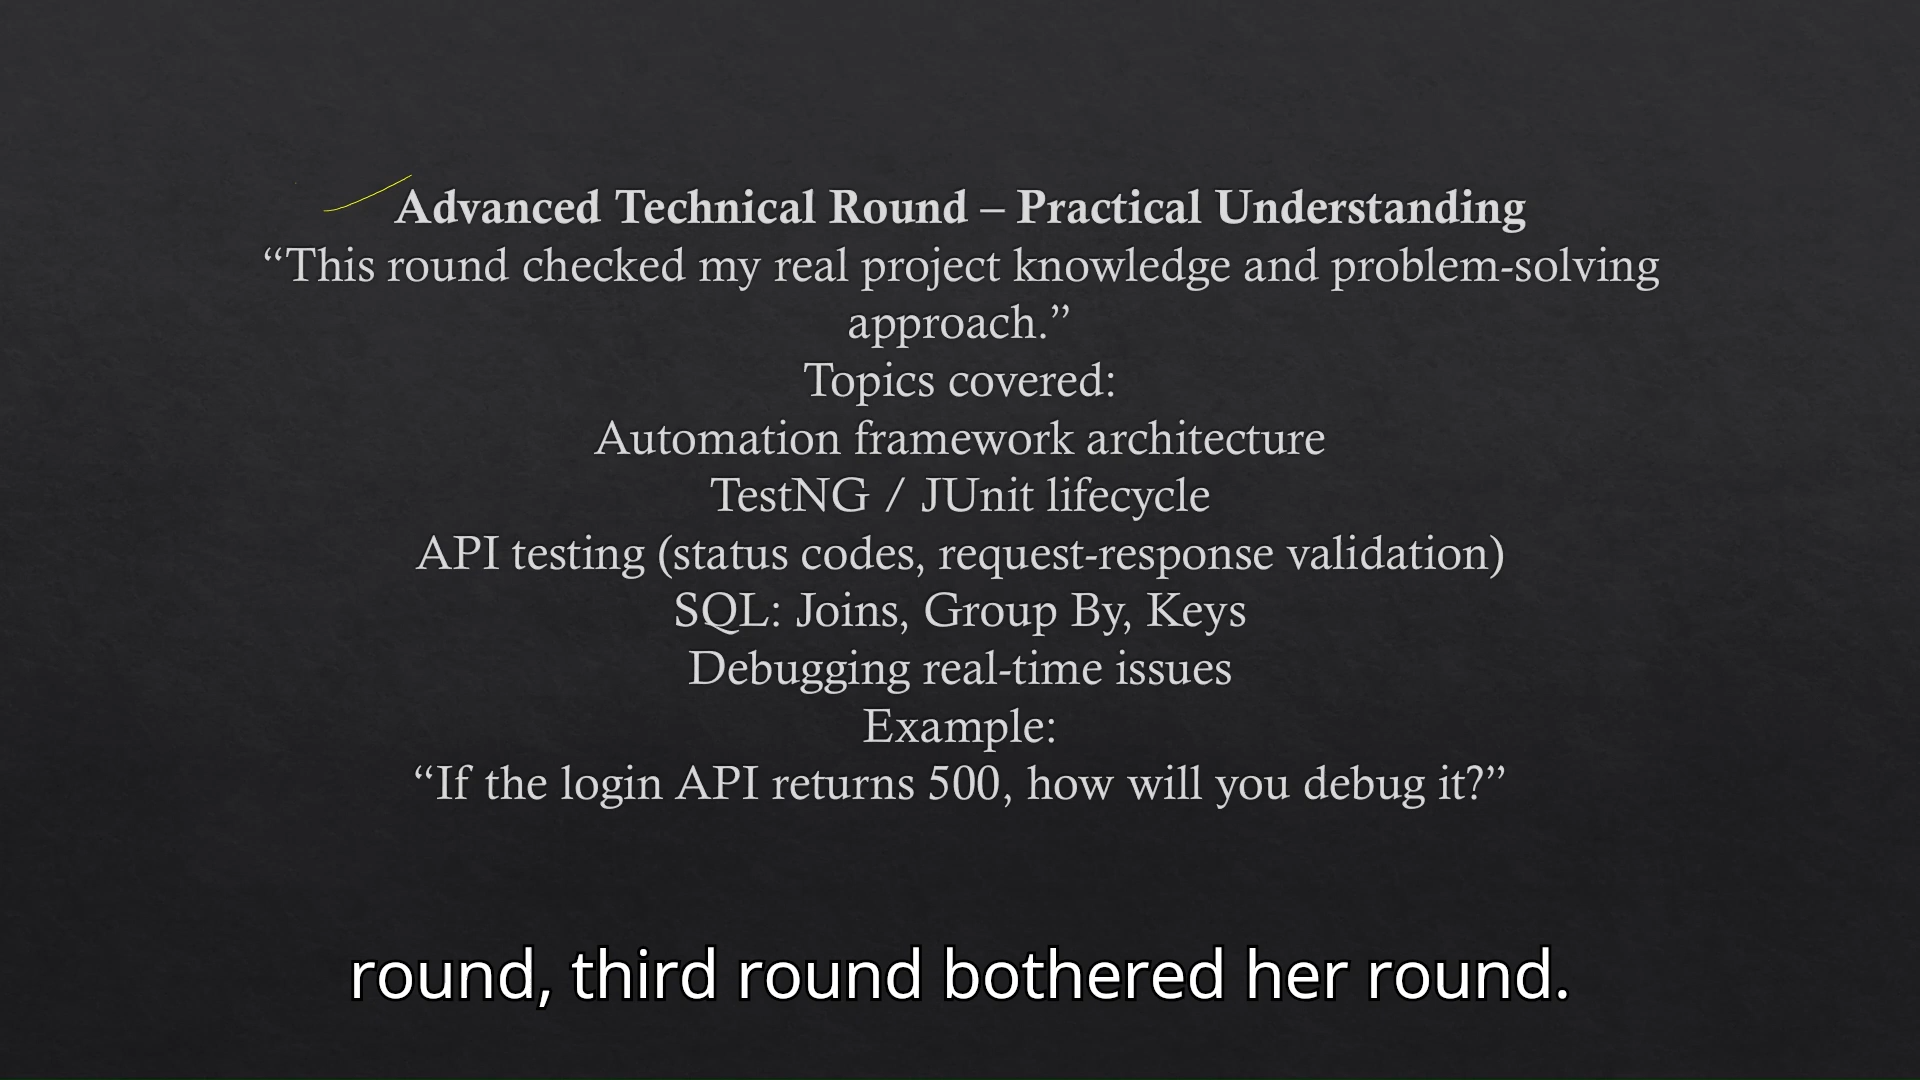 Advanced Technical Round – Practical Understanding
“This round checked my real project knowledge and problem-solving
approach.”
Topics covered:
Automation framework architecture
TestNG / JUnit lifecycle
API testing (status codes, request-response validation)
SQL: Joins, Group By, Keys
Debugging real-time issues
Example:
“If the login API returns 500, how will you debug it?”
round, third round bothered her round.